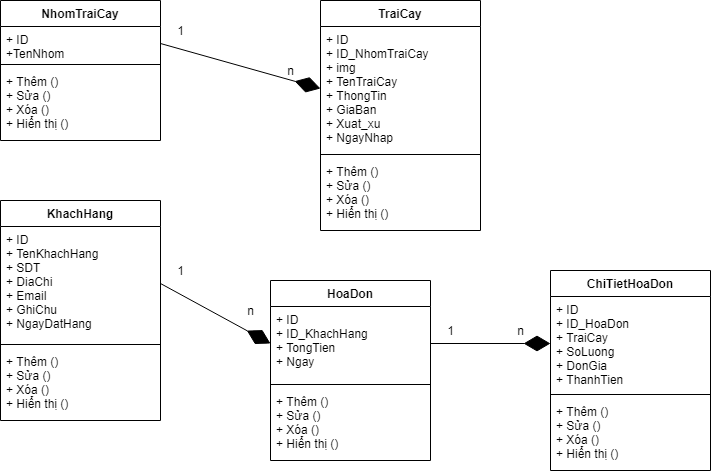 NhomTraiCay
+ ID
+TenNhom
+ Thêm ()
+ Sửa ()
+ Xóa ()
+ Hiển thị ()
1
n
TraiCay
+ ID
+ ID_NhomTraiCay
+ img
+ TenTraiCay
+ ThongTin
+ GiaBan
+ Xuat_xu
+ NgayNhap
+ Thêm ()
+ Sửa ()
+ Xóa ()
+ Hiển thị ()
KhachHang
+ ID
+ TenKhachHang
+ SDT
+ DiaChi
+ Email
+ GhiChu
+ NgayDatHang
+ Thêm ()
+ Sửa ()
+ Xóa ()
+ Hiển thị ()
1
n
HoaDon
+ ID
+ ID_KhachHang
+ TongTien
+ Ngay
+ Thêm ()
+ Sửa ()
+ Xóa ()
+ Hiển thị ()
1
n
ChiTietHoaDon
+ ID
+ ID_HoaDon
+ TraiCay
+ SoLuong
+ DonGia
+ ThanhTien
+ Thêm ()
+ Sửa ()
+ Xóa ()
+ Hiển thị ()